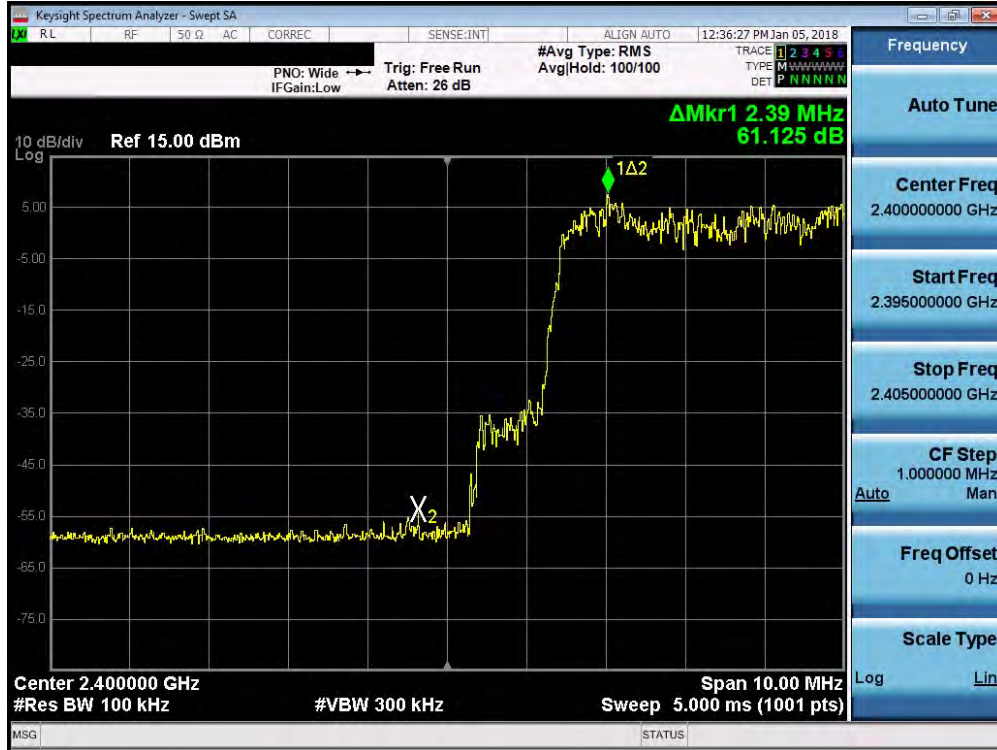 Keysight Spectrum Analyzer - Swept SA
LXI RL RF 50 Ω AC CORREC SENSE:INT ALIGN AUTO 12:36:27 PM Jan 05, 2018
#Avg Type: RMS TRACE 1 2 3 4 5 6
PNO: Wide Trig: Free Run Avg|Hold: 100/100 TYPE M WWWWW
IFGain:Low Atten: 26 dB DET P N N N N N
ΔMkr1 2.39 MHz
10 dB/div Ref 15.00 dBm 61.125 dB
Log
1Δ2
5.00
-5.00
-15.0
-25.0
-35.0
-45.0
X2
-55.0
-65.0
-75.0
Center 2.400000 GHz Span 10.00 MHz
#Res BW 100 kHz #VBW 300 kHz Sweep 5.000 ms (1001 pts)
MSG STATUS
Frequency
Auto Tune
Center Freq
2.400000000 GHz
Start Freq
2.395000000 GHz
Stop Freq
2.405000000 GHz
CF Step
1.000000 MHz
Auto Man
Freq Offset
0 Hz
Scale Type
Log Lin